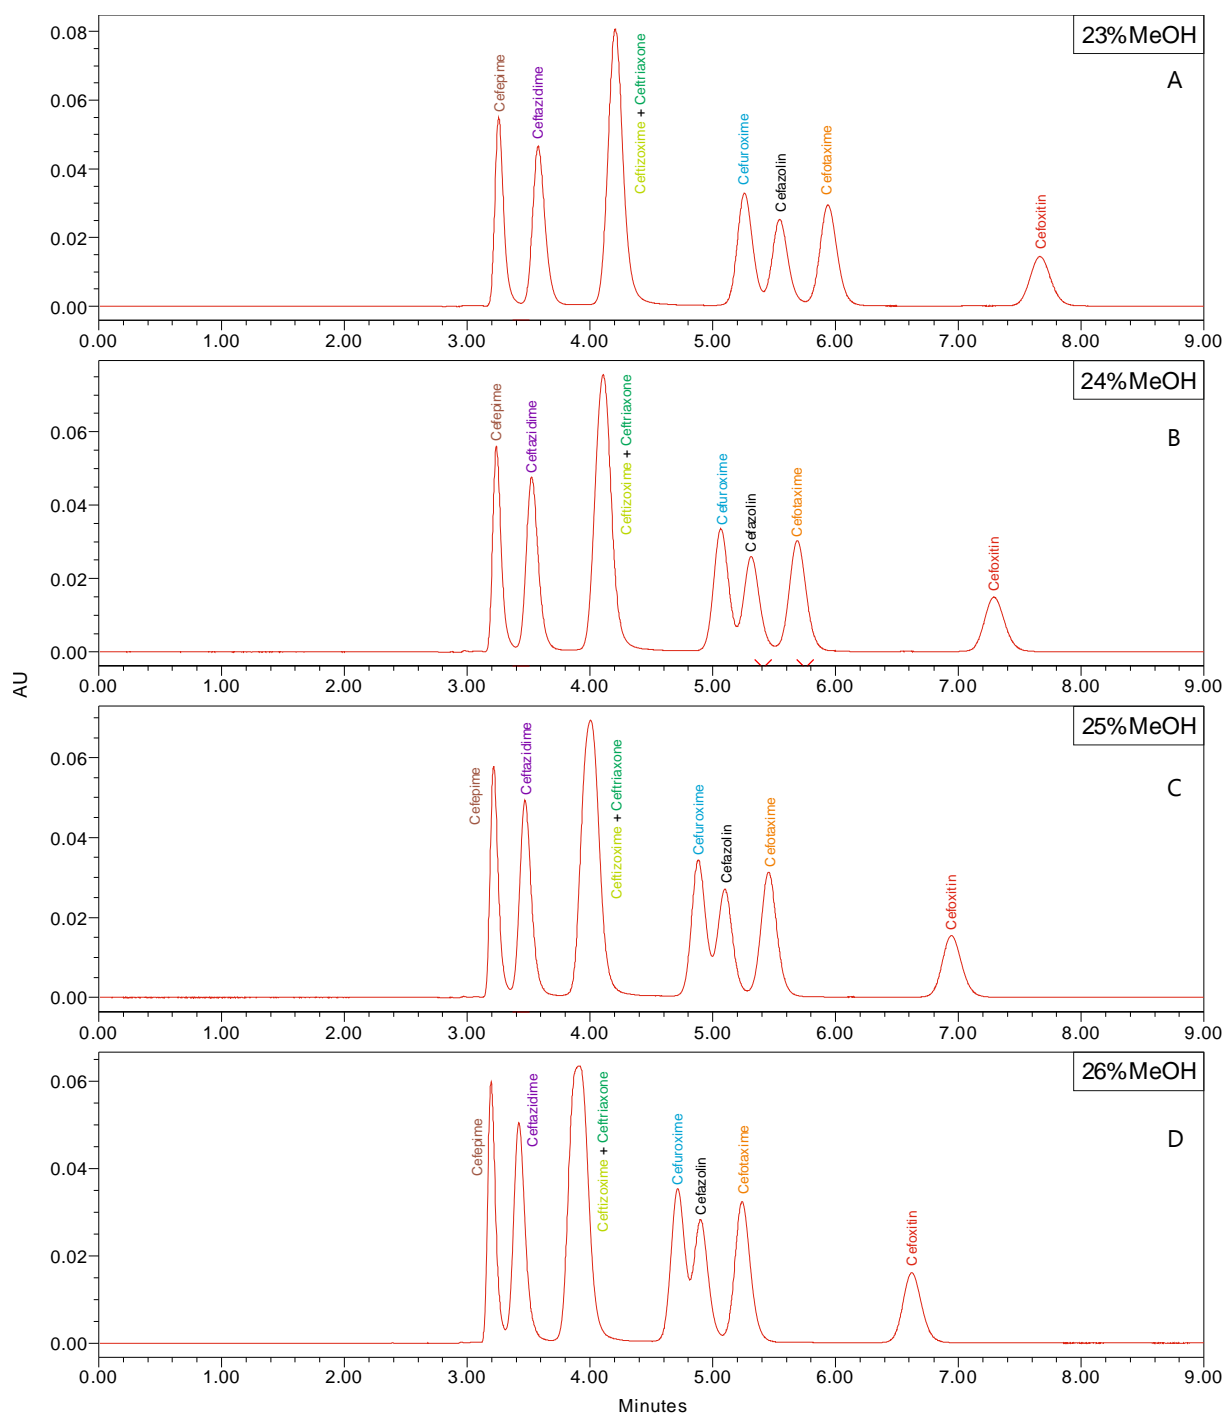 23%MeOH
A
Cefepime
Ceftazidime
Ceftizoxime + Ceftriaxone
Cefuroxime
Cefazolin
Cefotaxime
Cefoxitin
0.08
0.06
0.04
0.02
0.00
0.00 1.00 2.00 3.00 4.00 5.00 6.00 7.00 8.00 9.00
24%MeOH
B
Cefepime
Ceftazidime
Ceftizoxime + Ceftriaxone
Cefuroxime
Cefazolin
Cefotaxime
Cefoxitin
0.06
0.04
0.02
0.00
0.00 1.00 2.00 3.00 4.00 5.00 6.00 7.00 8.00 9.00
AU
25%MeOH
C
Cefepime
Ceftazidime
Ceftizoxime + Ceftriaxone
Cefuroxime
Cefazolin
Cefotaxime
Cefoxitin
0.06
0.04
0.02
0.00
0.00 1.00 2.00 3.00 4.00 5.00 6.00 7.00 8.00 9.00
26%MeOH
D
Cefepime
Ceftazidime
Ceftizoxime + Ceftriaxone
Cefuroxime
Cefazolin
Cefotaxime
Cefoxitin
0.06
0.04
0.02
0.00
0.00 1.00 2.00 3.00 4.00 5.00 6.00 7.00 8.00 9.00
Minutes